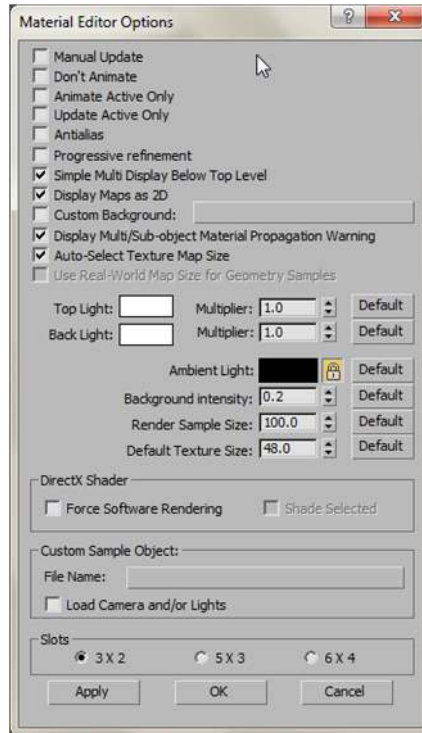 Material Editor Options
Manual Update
Don't Animate
Animate Active Only
Update Active Only
Antialias
Progressive refinement
Simple Multi Display Below Top Level
Display Maps as 2D
Custom Background:
Display Multi/Sub-object Material Propagation Warning
Auto-Select Texture Map Size
Use Real-World Map Size for Geometry Samples
Top Light: Multiplier: 1.0 Default
Back Light: Multiplier: 1.0 Default
Ambient Light: Default
Background intensity: 0.2 Default
Render Sample Size: 100.0 Default
Default Texture Size: 48.0 Default
DirectX Shader
Force Software Rendering Shade Selected
Custom Sample Object:
File Name:
Load Camera and/or Lights
Slots
3 X 2 5 X 3 6 X 4
Apply OK Cancel